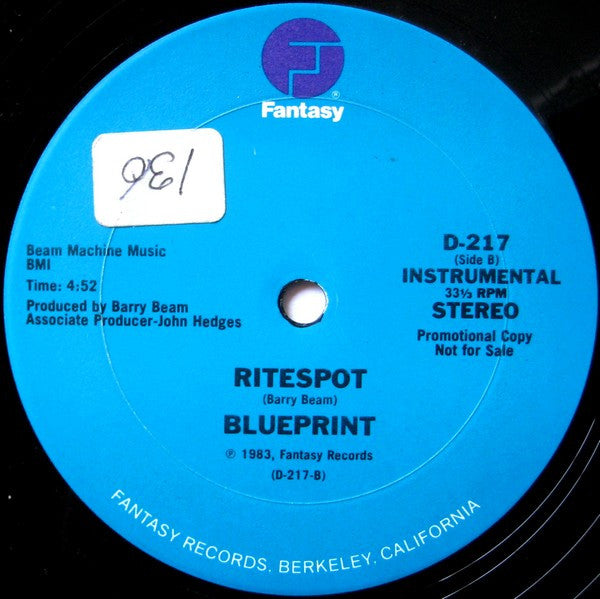 Fantasy®
136
Beam Machine Music
BMI
Time: 4:52
Produced by Barry Beam
Associate Producer-John Hedges
D-217
(Side B)
INSTRUMENTAL
33⅓ RPM
STEREO
Promotional Copy
Not for Sale
RITESPOT
(Barry Beam)
BLUEPRINT
℗ 1983, Fantasy Records
(D-217-B)
FANTASY RECORDS, BERKELEY, CALIFORNIA